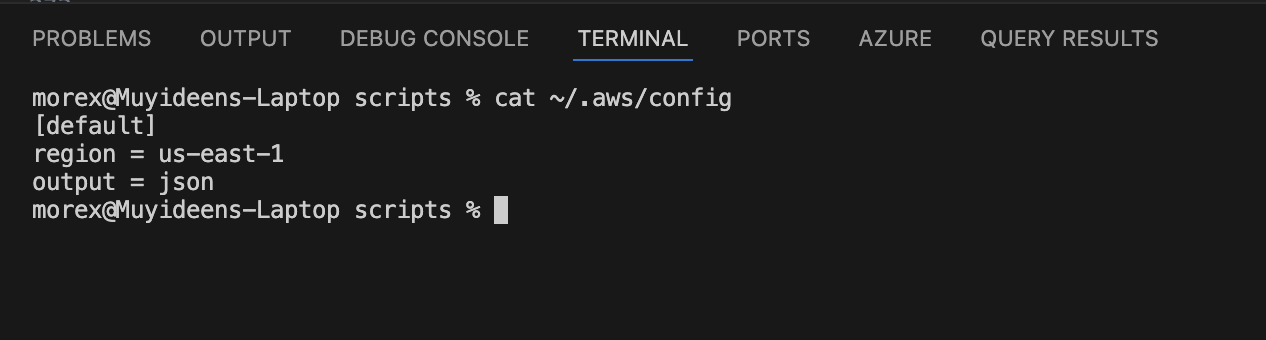 PROBLEMS OUTPUT DEBUG CONSOLE TERMINAL PORTS AZURE QUERY RESULTS
morex@Muyideens-Laptop scripts % cat ~/.aws/config
[default]
region = us-east-1
output = json
morex@Muyideens-Laptop scripts %